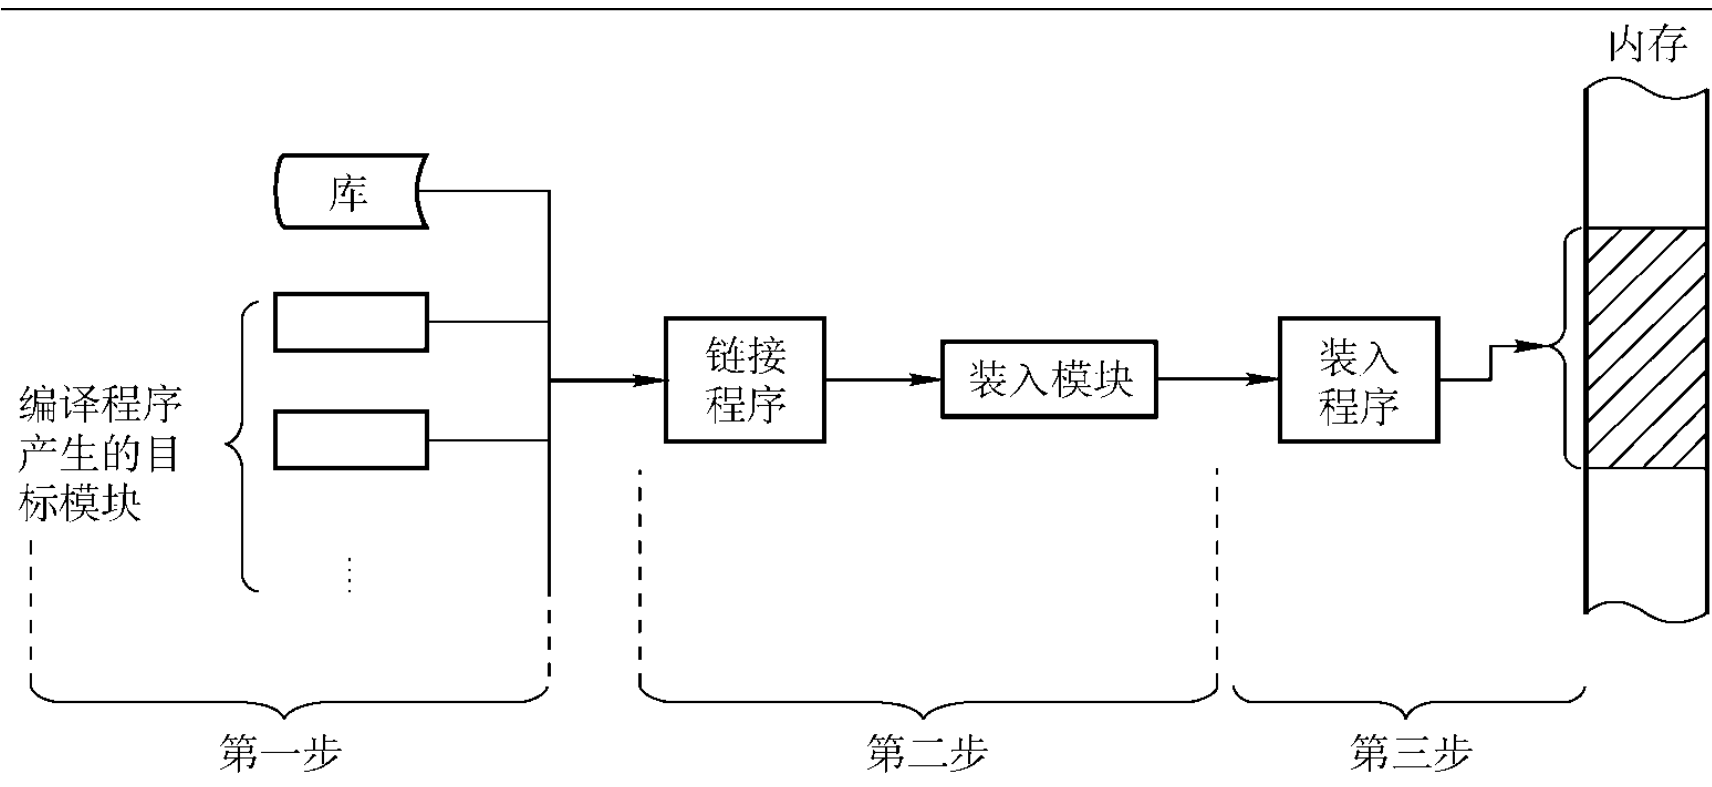 内存
库
编译程序
产生的目
标模块
链接
程序
装入模块
装入
程序
第一步
第二步
第三步